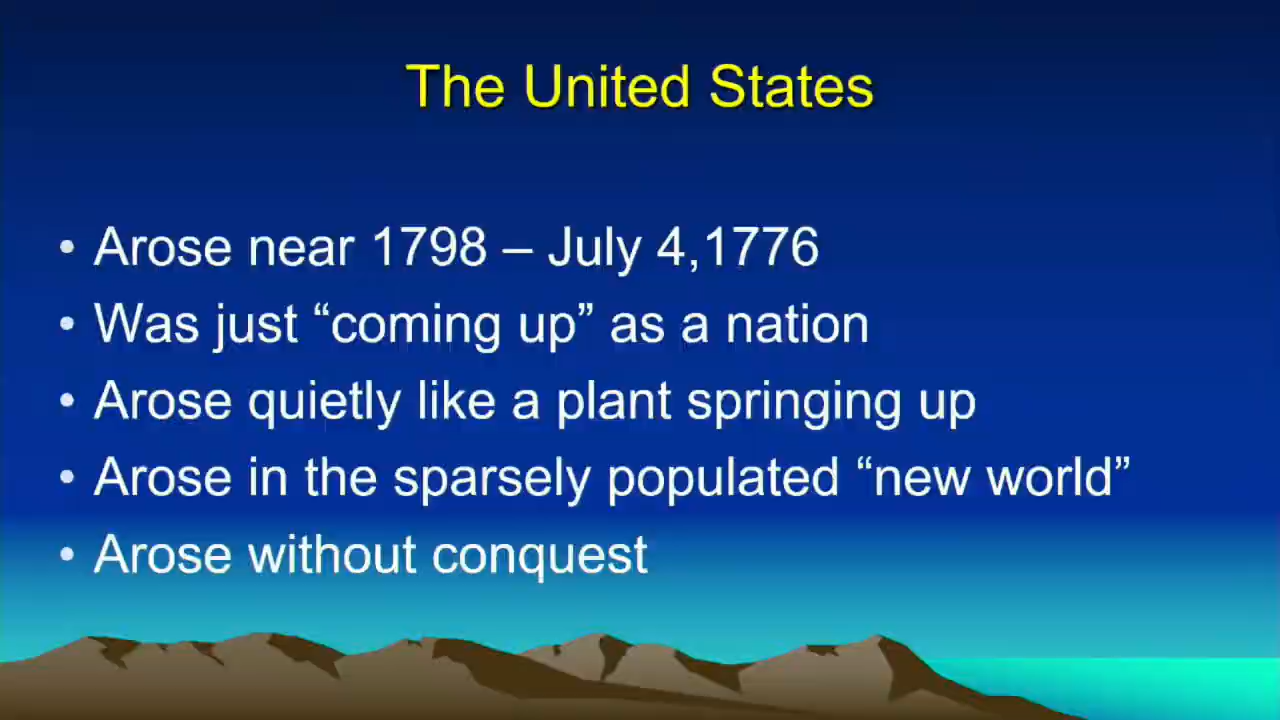 The United States
• Arose near 1798 – July 4,1776
• Was just “coming up” as a nation
• Arose quietly like a plant springing up
• Arose in the sparsely populated “new world”
• Arose without conquest